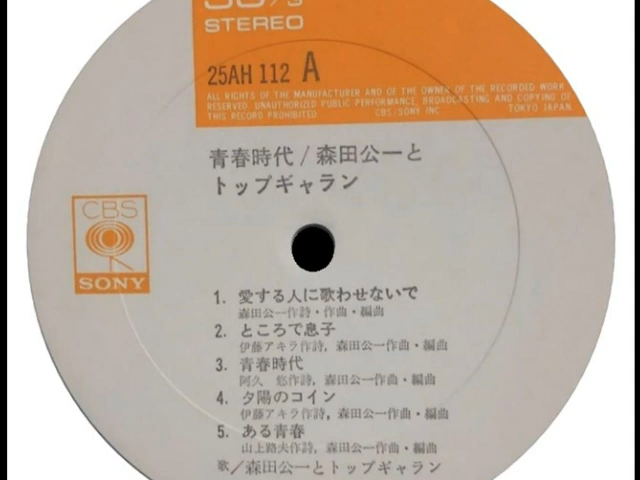 STEREO
25AH 112 A
ALL RIGHTS OF THE MANUFACTURER AND OF THE OWNER OF THE RECORDED WORK
RESERVED. UNAUTHORIZED PUBLIC PERFORMANCE, BROADCASTING AND COPYING OF
THIS RECORD PROHIBITED CBS/SONY INC. TOKYO JAPAN.
青春時代/森田公一と
トップギャラン
CBS
SONY
1. 愛する人に歌わせないで
森田公一作詩・作曲・編曲
2. ところで息子
伊藤アキラ作詩, 森田公一作曲・編曲
3. 青春時代
阿久 悠作詩, 森田公一作曲・編曲
4. 夕陽のコイン
伊藤アキラ作詩, 森田公一作曲・編曲
5. ある青春
山上路夫作詩, 森田公一作曲・編曲
歌/森田公一とトップギャラン